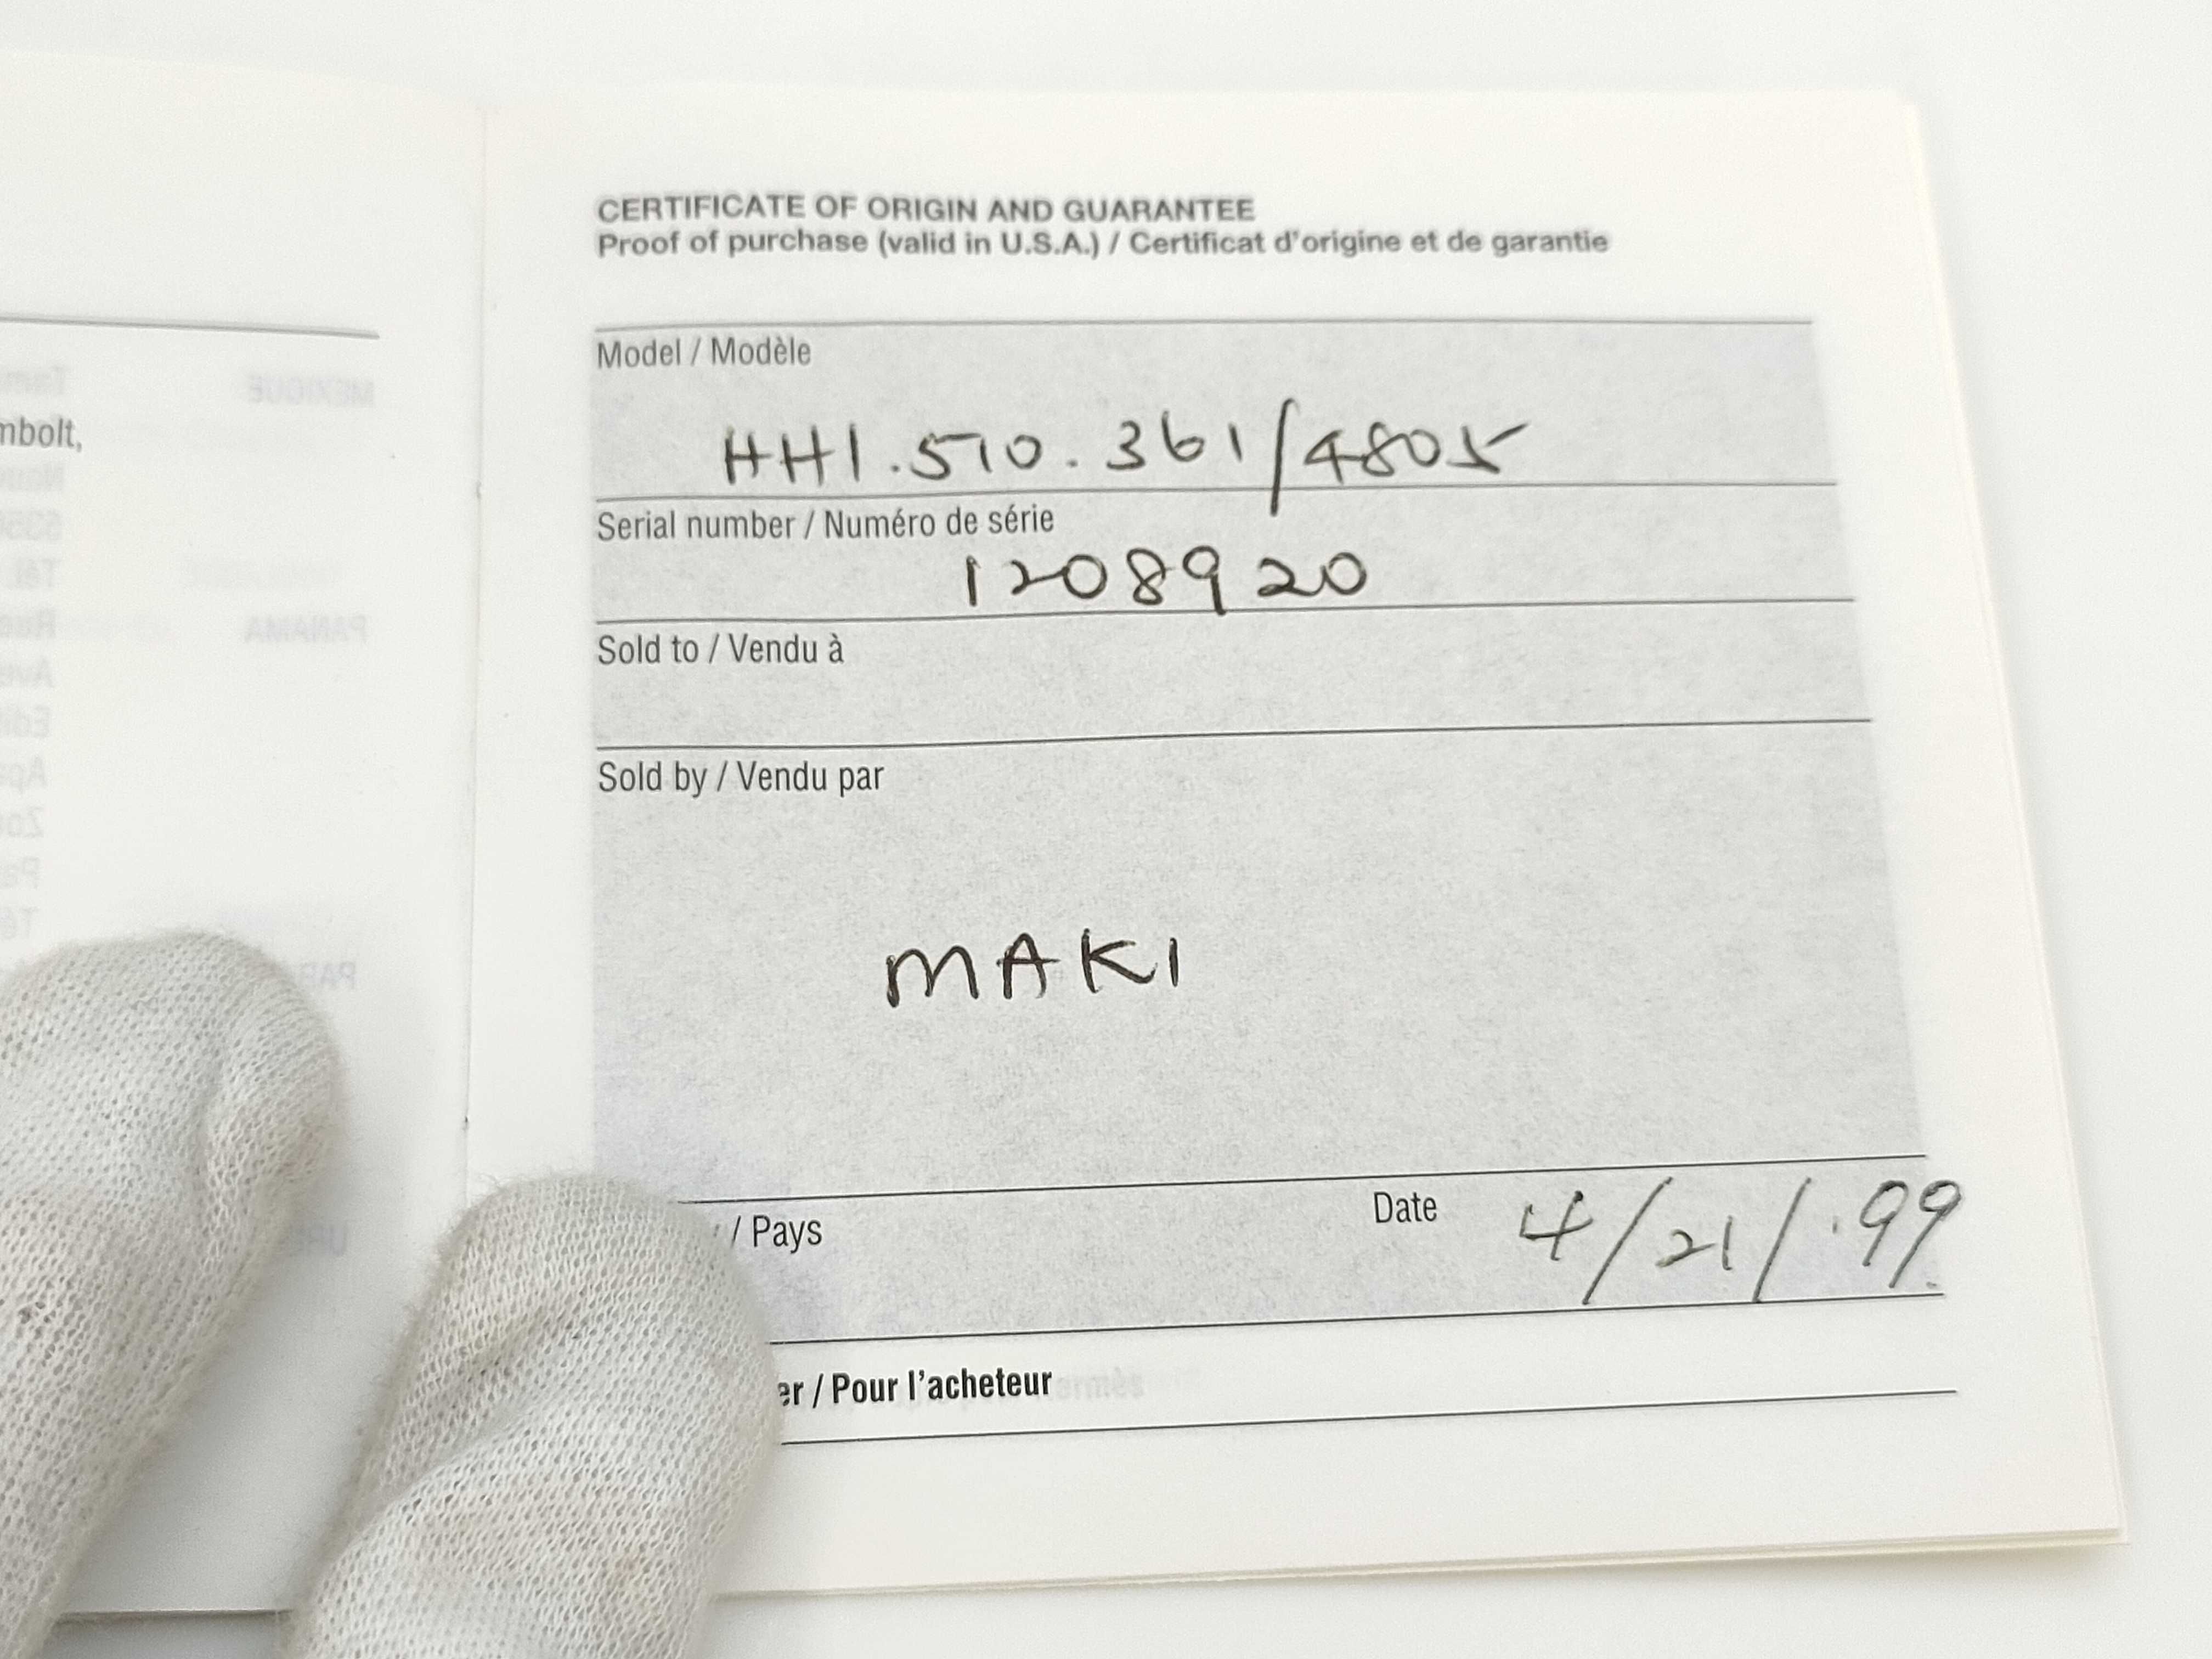 CERTIFICATE OF ORIGIN AND GUARANTEE
Proof of purchase (valid in U.S.A.) / Certificat d'origine et de garantie
Model / Modèle
HH1.510.361/4805
Serial number / Numéro de série
1208920
Sold to / Vendu à
Sold by / Vendu par
MAKI
/ Pays
Date 4/21/'99
er / Pour l'acheteur
mbolt,
MEXIQUE
PANAMA